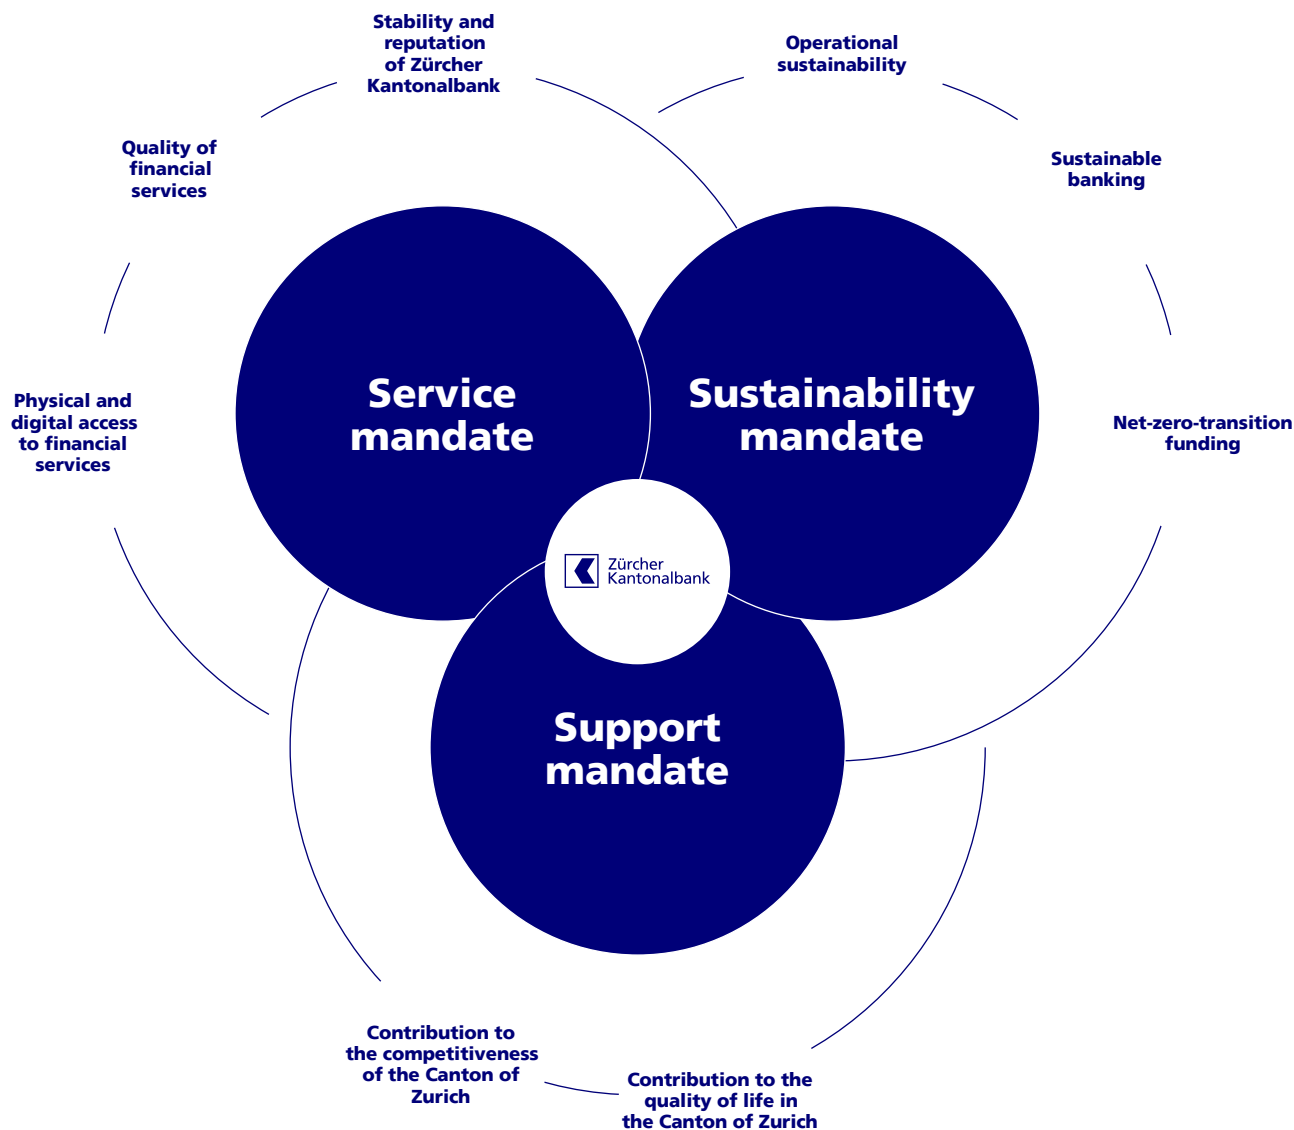 Stability and
reputation
of Zürcher
Kantonalbank
Operational
sustainability
Quality of
financial
services
Sustainable
banking
Physical and
digital access
to financial
services
Service
mandate
Sustainability
mandate
Net-zero-transition
funding
Zürcher
Kantonalbank
Support
mandate
Contribution to
the competitiveness
of the Canton of
Zurich
Contribution to the
quality of life in
the Canton of Zurich